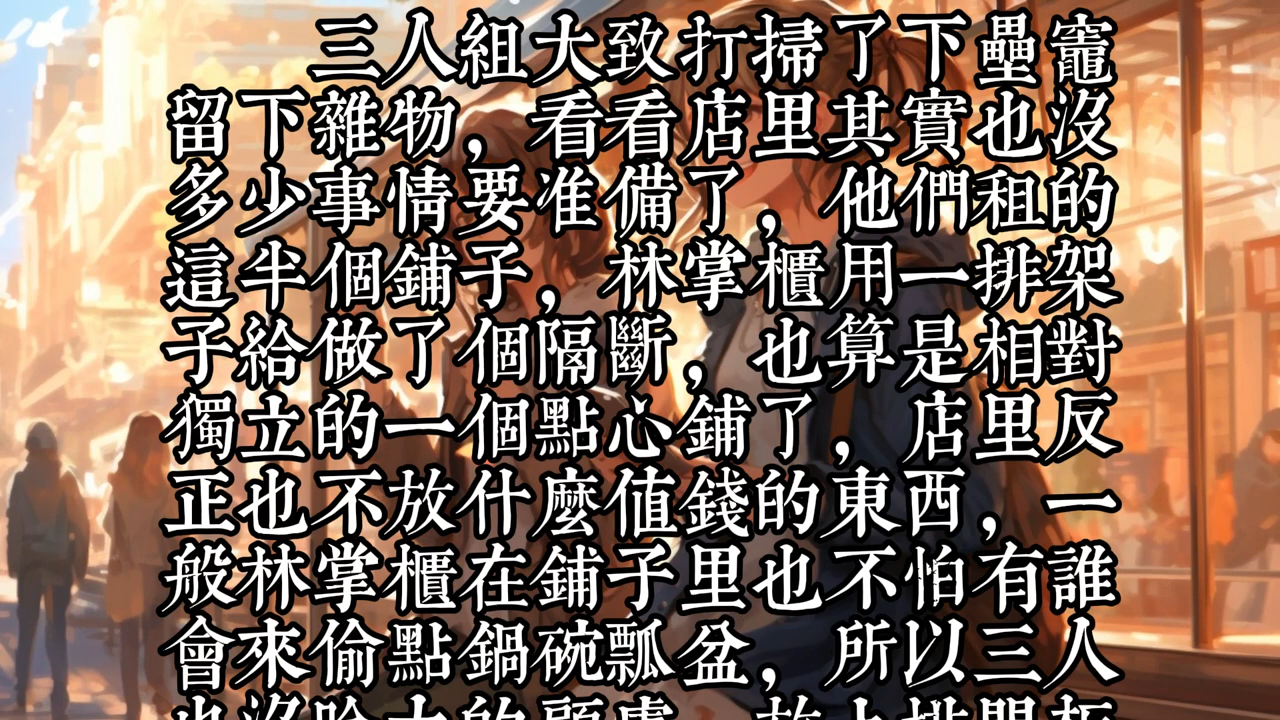 三人組大致打掃了下壘竈
留下雜物，看看店里其實也沒
多少事情要准備了，他們租的
這半個鋪子，林掌櫃用一排架
子給做了個隔斷，也算是相對
獨立的一個點心鋪了，店里反
正也不放什麼值錢的東西，一
般林掌櫃在鋪子里也不怕有誰
會來偷點鍋碗瓢盆，所以三人